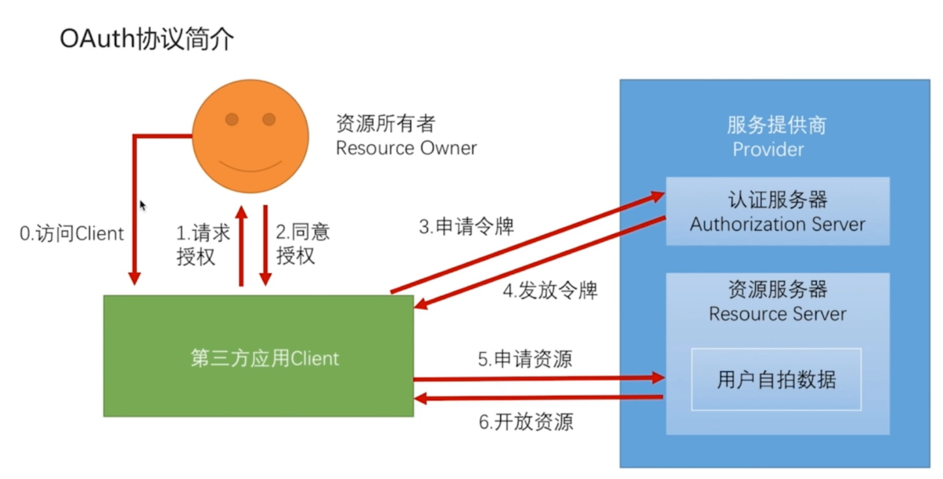 OAuth协议简介
资源所有者
Resource Owner
服务提供商
Provider
认证服务器
Authorization Server
0.访问Client
1.请求
授权
2.同意
授权
3.申请令牌
4.发放令牌
资源服务器
Resource Server
第三方应用Client
5.申请资源
用户自拍数据
6.开放资源